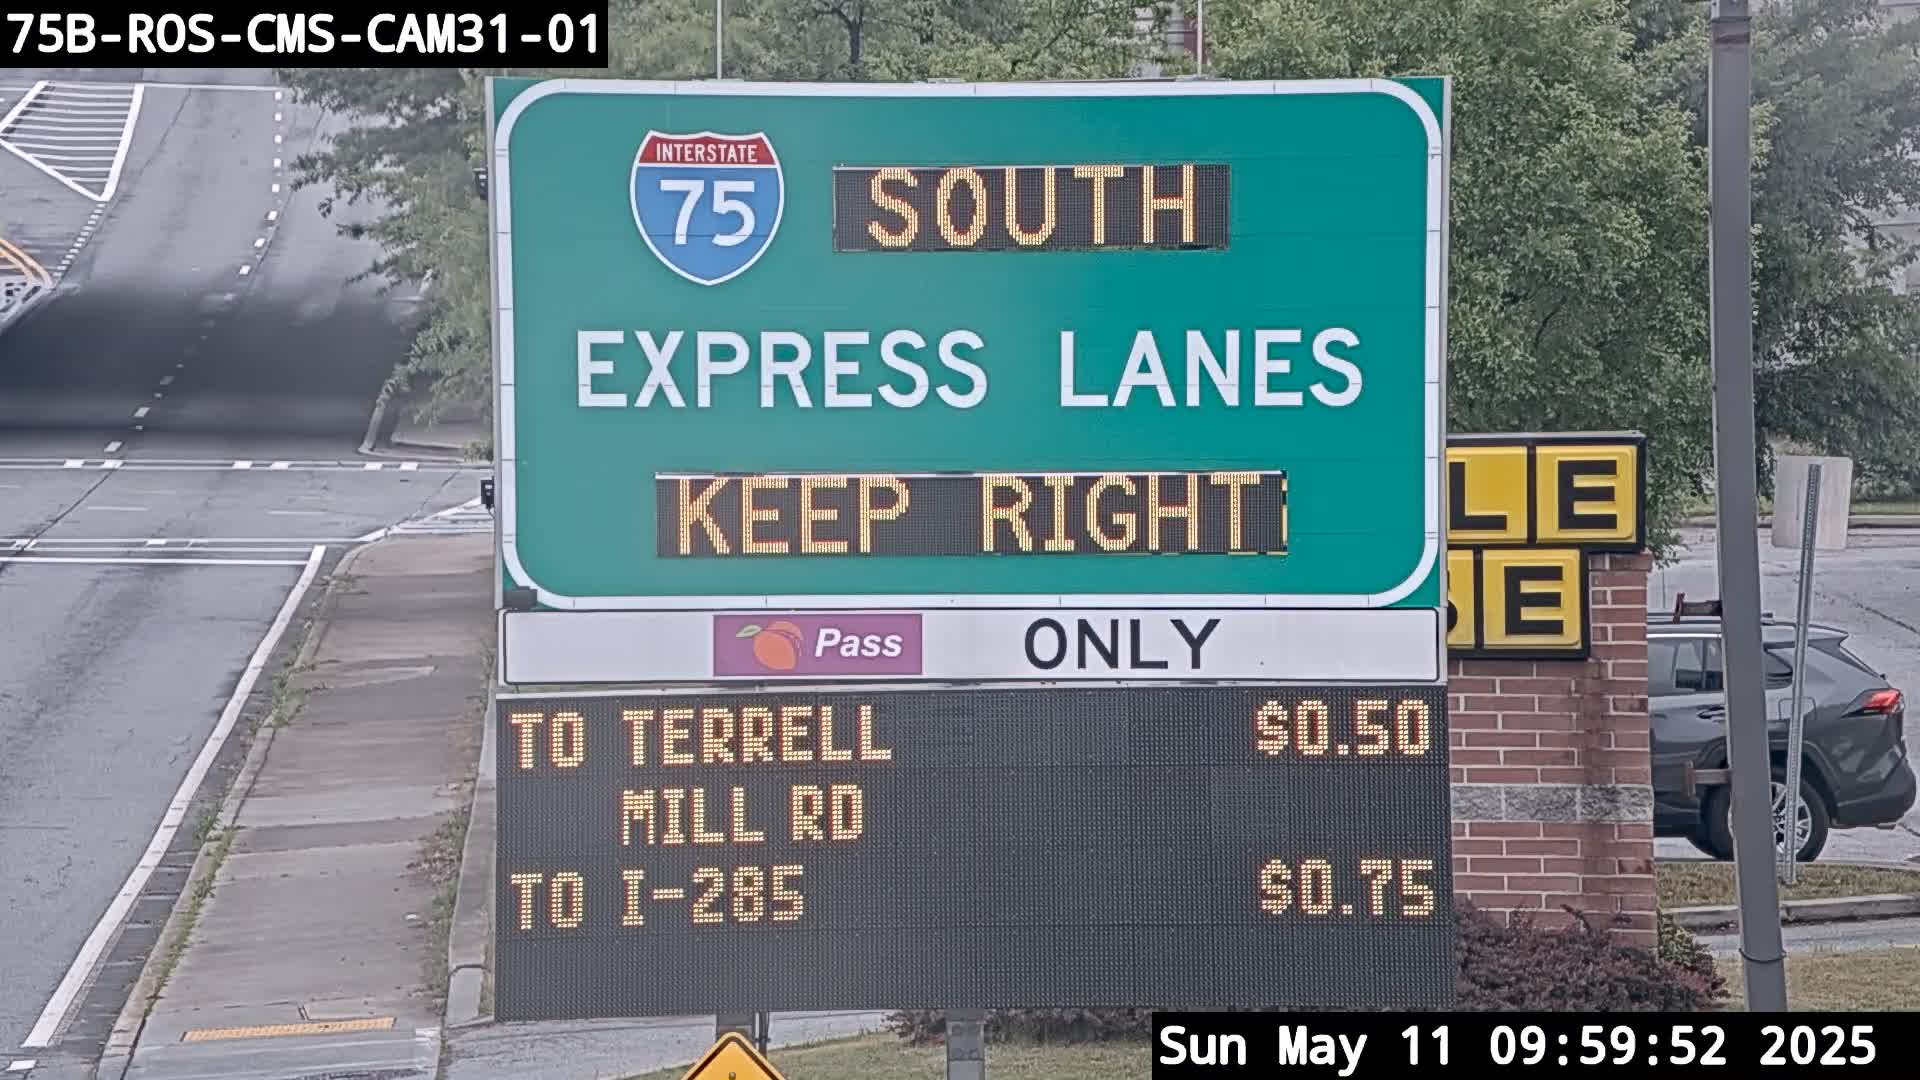 75B-ROS-CMS-CAM31-01
INTERSTATE
75
SOUTH
EXPRESS LANES
KEEP RIGHT
LE
E
Pass ONLY
TO TERRELL $0.50
MILL RD
TO I-285 $0.75
Sun May 11 09:59:52 2025